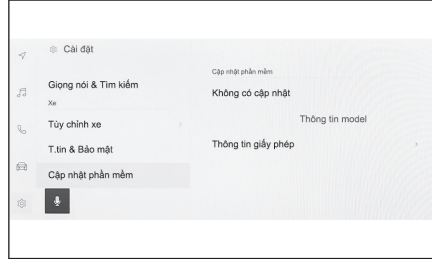 Cài đặt
Giọng nói & Tìm kiếm
Xe
Tùy chỉnh xe
T.tin & Bảo mật
Cập nhật phần mềm
Cập nhật phần mềm
Không có cập nhật
Thông tin model
Thông tin giấy phép